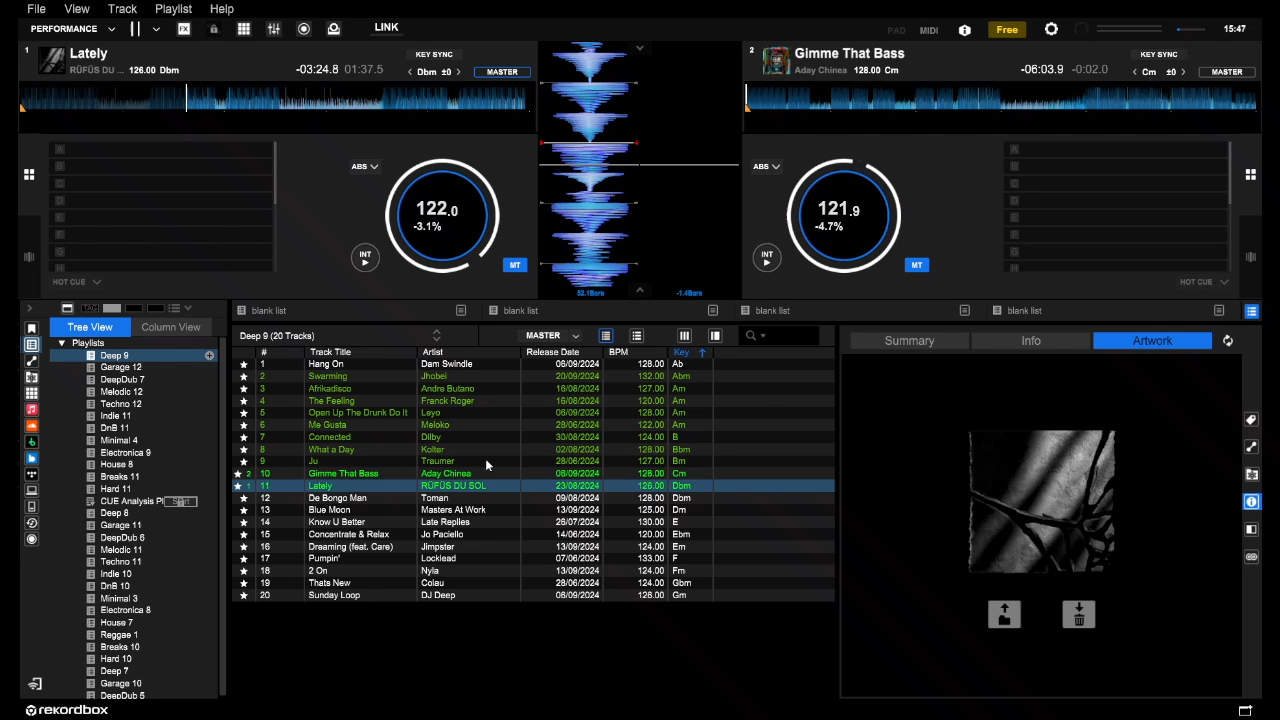 File View Track Playlist Help
PERFORMANCE FX LINK PAD MIDI Free 15:47
1 Lately KEY SYNC
RÜFÜS DU ... 126.00 Dbm -03:24.8 01:37.5 Dbm ±0 MASTER
2 Gimme That Bass KEY SYNC
Aday Chinea 128.00 Cm -06:03.9 -0:02.0 Cm ±0 MASTER
A
B
C
D
E
F
G
H
HOT CUE
ABS
122.0
-3.1%
INT
MT
52.1Bars -1.4Bars
ABS
121.9
-4.7%
INT
MT
A
B
C
D
E
F
G
H
HOT CUE
TAG
blank list blank list blank list blank list
Tree View Column View
Playlists
Deep 9
Garage 12
DeepDub 7
Melodic 12
Techno 12
Indie 11
DnB 11
Minimal 4
Electronica 9
House 8
Breaks 11
Hard 11
CUE Analysis Pl
Deep 8
Garage 11
DeepDub 6
Melodic 11
Techno 11
Indie 10
DnB 10
Minimal 3
Electronica 8
House 7
Reggae 1
Breaks 10
Hard 10
Deep 7
Garage 10
DeepDub 5
Deep 9 (20 Tracks) MASTER
# Track Title Artist Release Date BPM Key
1 Hang On Dam Swindle 06/09/2024 128.00 Ab
2 Swarming Jhobei 20/09/2024 132.00 Abm
3 Afrikadisco Andre Butano 16/08/2024 127.00 Am
4 The Feeling Franck Roger 16/08/2024 120.00 Am
5 Open Up The Drunk Do It Leyo 06/09/2024 128.00 Am
6 Me Gusta Meloko 28/06/2024 122.00 Am
7 Connected Dilby 30/08/2024 124.00 B
8 What a Day Kolter 02/08/2024 128.00 Bbm
9 Ju Traumer 28/06/2024 127.00 Bm
2 10 Gimme That Bass Aday Chinea 06/09/2024 128.00 Cm
1 11 Lately RÜFÜS DU SOL 23/08/2024 126.00 Dbm
12 De Bongo Man Toman 09/08/2024 128.00 Dbm
13 Blue Moon Masters At Work 13/09/2024 125.00 Dm
14 Know U Better Late Replies 26/07/2024 130.00 E
15 Concentrate & Relax Jo Paciello 14/06/2024 120.00 Ebm
16 Dreaming (feat. Care) Jimpster 13/09/2024 124.00 Em
17 Pumpin' Locklead 07/06/2024 133.00 F
18 2 On Nyla 13/09/2024 124.00 Fm
19 Thats New Colau 28/06/2024 124.00 Gbm
20 Sunday Loop DJ Deep 06/09/2024 126.00 Gm
Summary Info Artwork
rekordbox